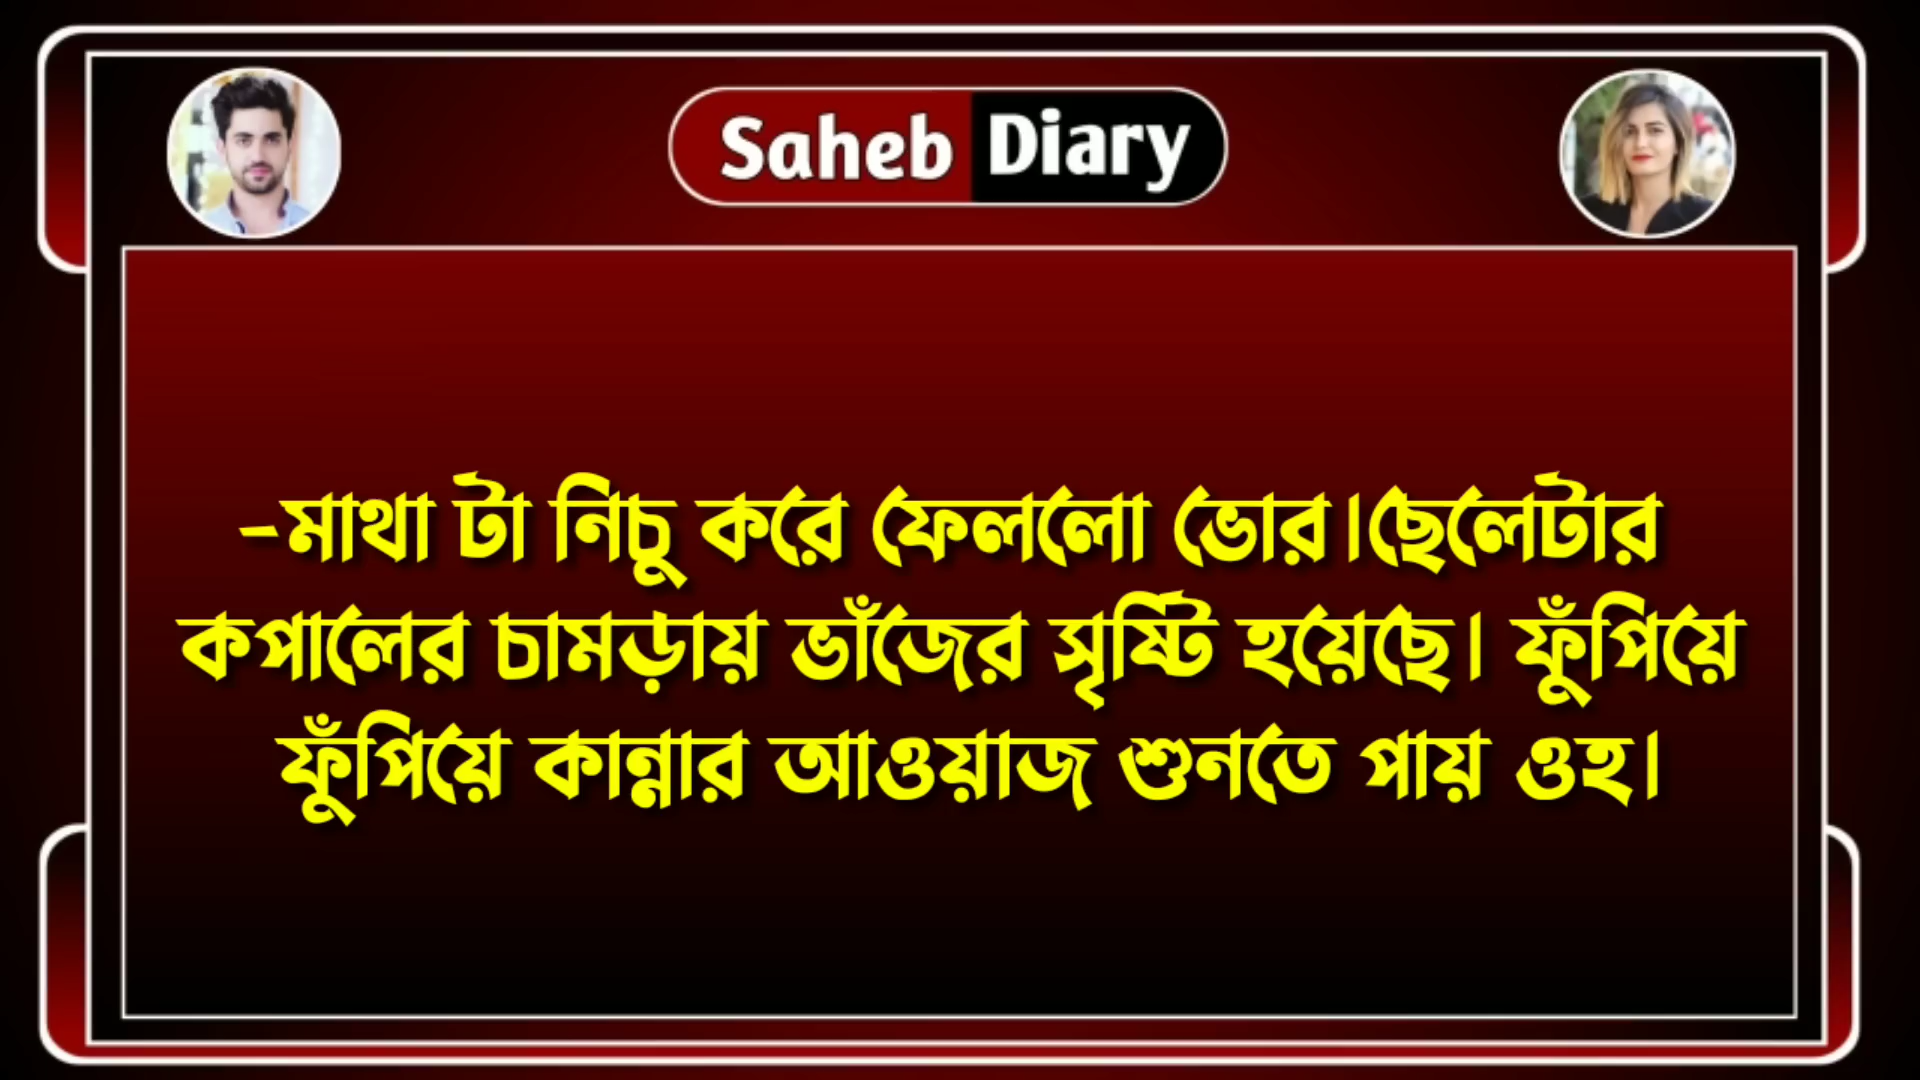 Saheb Diary
-মাথা টা নিচু করে ফেললো ভোর।ছেলেটার
কপালের চামড়ায় ভাঁজের সৃষ্টি হয়েছে। ফুঁপিয়ে
ফুঁপিয়ে কান্নার আওয়াজ শুনতে পায় ওহ।